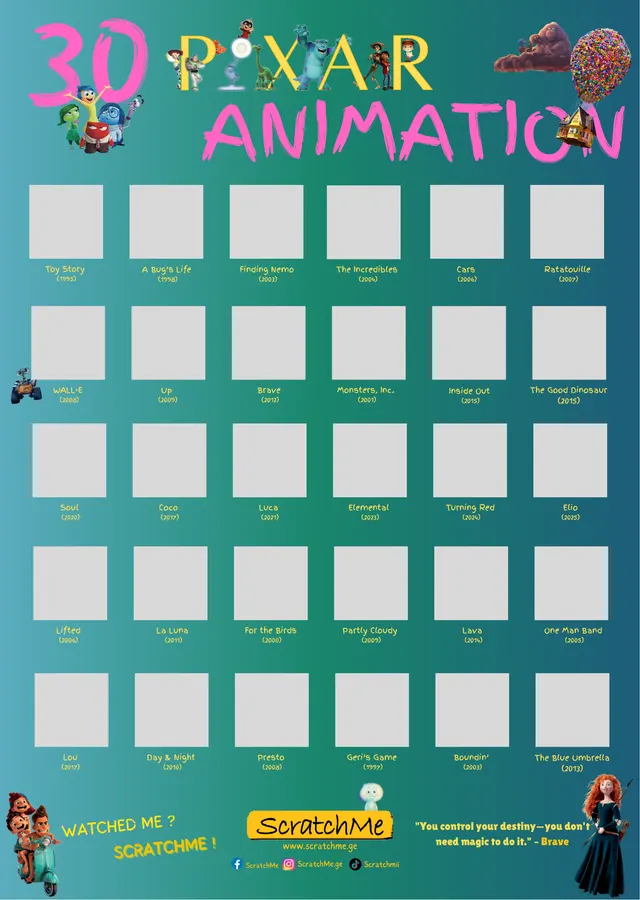 30 PIXAR
ANIMATION
Toy Story A Bug's Life Finding Nemo The Incredibles Cars Ratatouille
(1995) (1998) (2003) (2004) (2006) (2007)
WALL·E Up Brave Monsters, Inc. Inside Out The Good Dinosaur
(2008) (2009) (2012) (2001) (2015) (2015)
Soul Coco Luca Elemental Turning Red Elio
(2020) (2017) (2021) (2023) (2024) (2025)
Lifted La Luna For the Birds Partly Cloudy Lava One Man Band
(2006) (2011) (2000) (2009) (2014) (2005)
Lou Day & Night Presto Geri's Game Boundin' The Blue Umbrella
(2017) (2010) (2008) (1997) (2003) (2013)
WATCHED ME ?
SCRATCHME !
ScratchMe
www.scratchme.ge
ScratchMe ScratchMe.ge Scratchmii
"You control your destiny—you don't
need magic to do it." – Brave